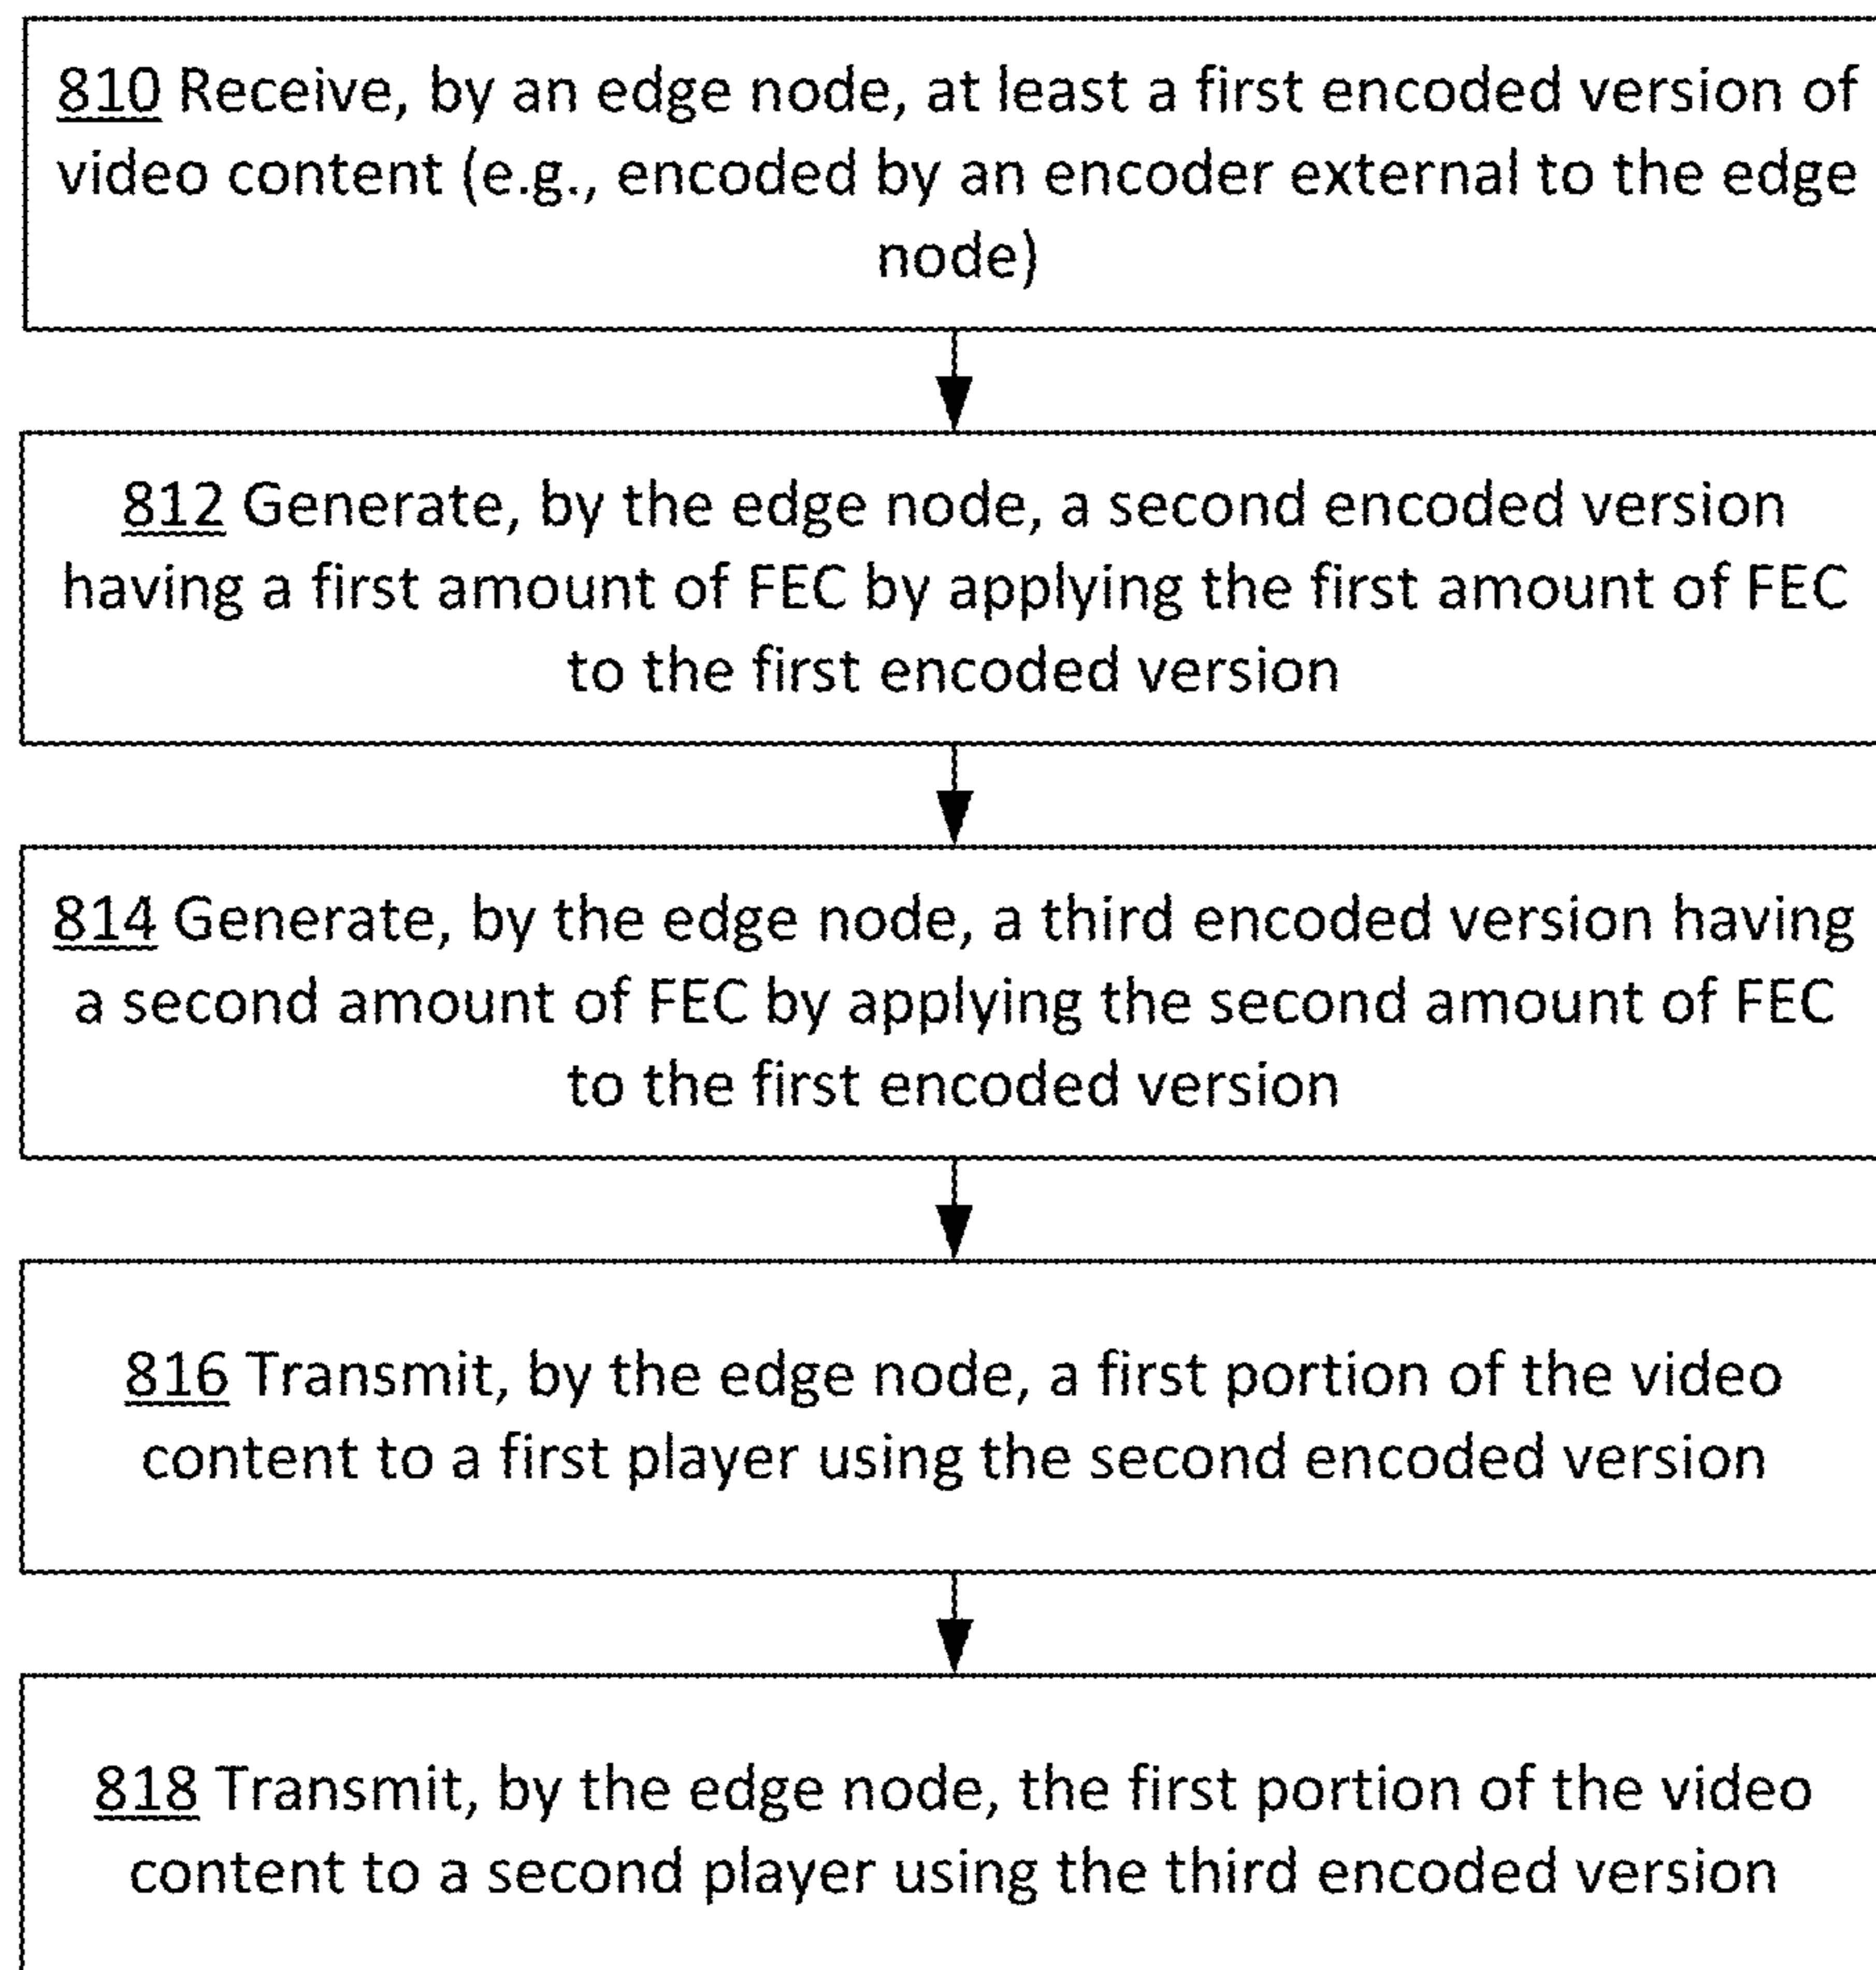 810 Receive, by an edge node, at least a first encoded version of
video content (e.g., encoded by an encoder external to the edge
node)
812 Generate, by the edge node, a second encoded version
having a first amount of FEC by applying the first amount of FEC
to the first encoded version
814 Generate, by the edge node, a third encoded version having
a second amount of FEC by applying the second amount of FEC
to the first encoded version
816 Transmit, by the edge node, a first portion of the video
content to a first player using the second encoded version
818 Transmit, by the edge node, the first portion of the video
content to a second player using the third encoded version